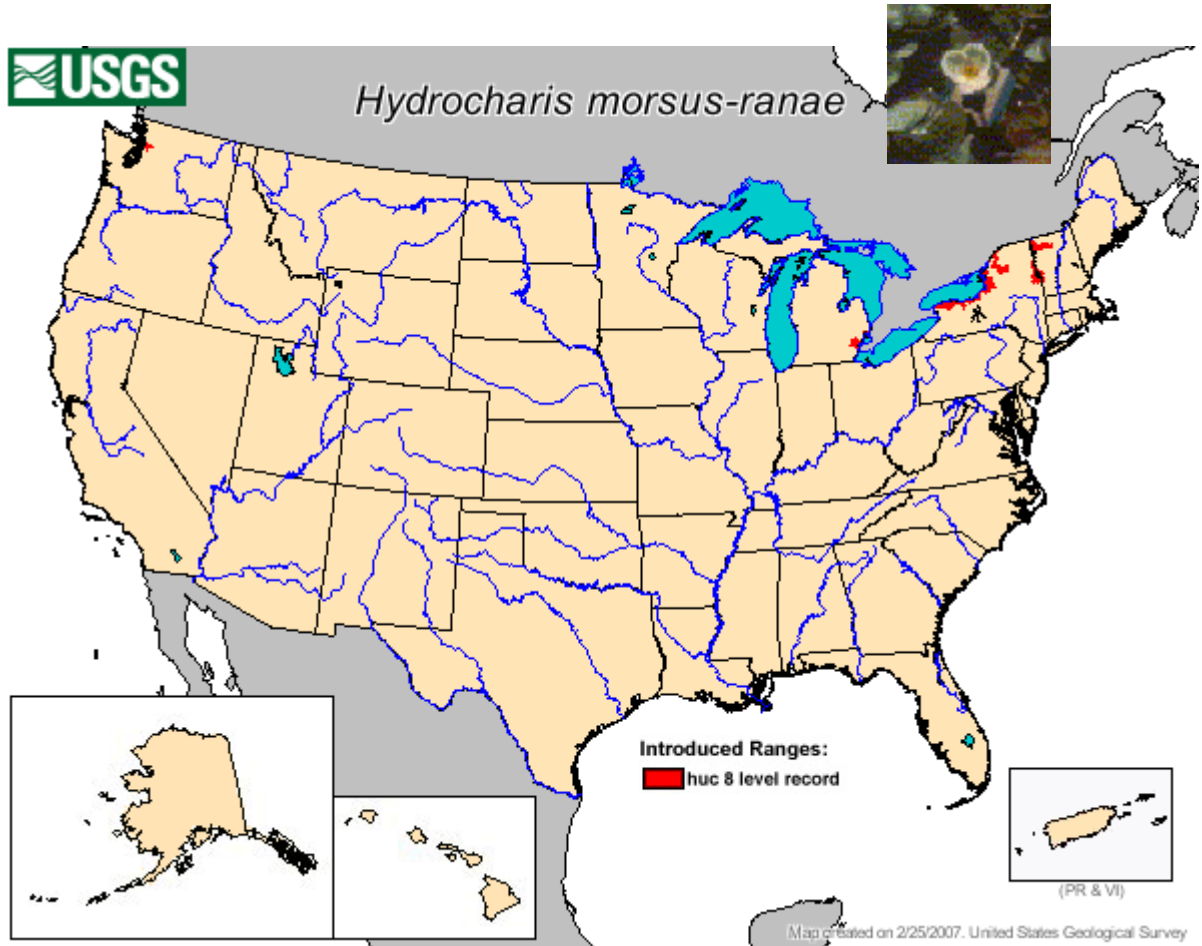 USGS
Hydrocharis morsus-ranae
Introduced Ranges:
huc 8 level record
(PR & VI)
Map created on 2/25/2007. United States Geological Survey